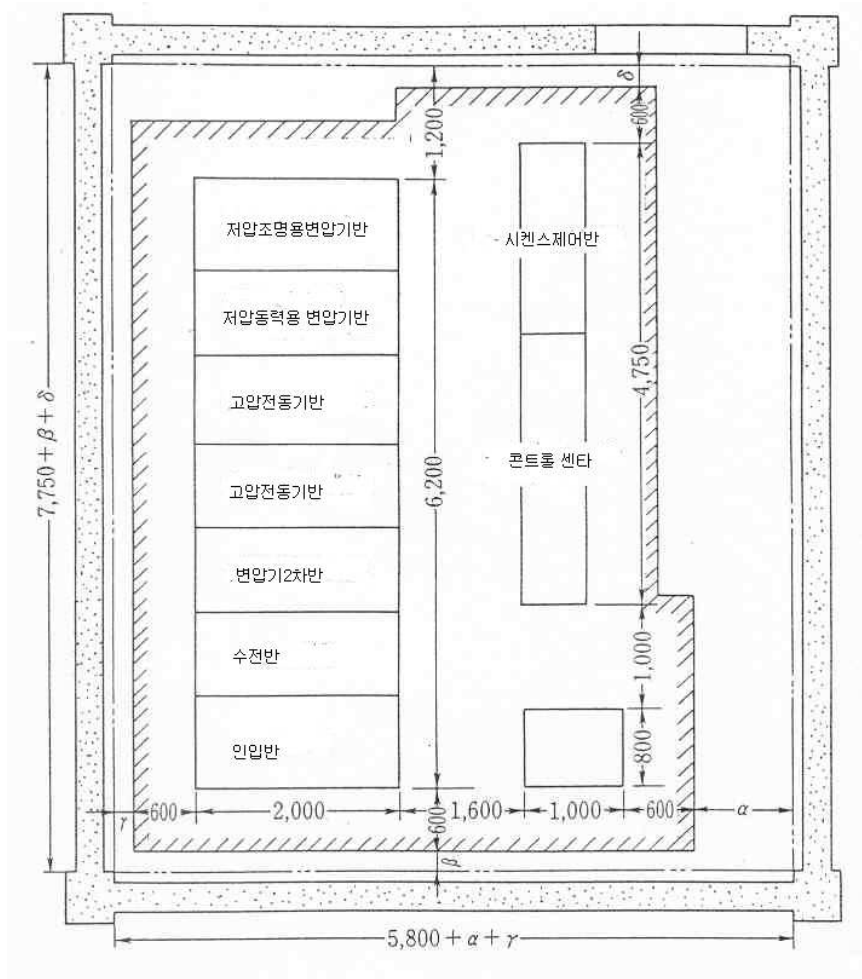 δ
600
1,200
저압조명용변압기반
시켄스제어반
저압동력용 변압기반
고압전동기반
4,750
7,750+β+δ
콘트롤 센타
6,200
고압전동기반
변압기2차반
수전반
1,000
인입반
800
γ
600
2,000
600
1,600
1,000
600
α
β
5,800+α+γ